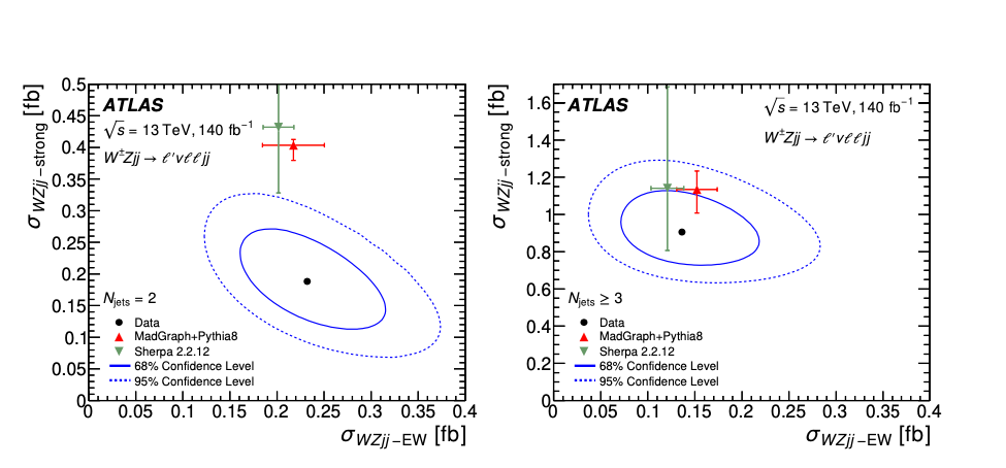 ATLAS
√s = 13 TeV, 140 fb⁻¹
W±Zjj → ℓ′νℓℓjj
N_jets = 2
Data
MadGraph+Pythia8
Sherpa 2.2.12
68% Confidence Level
95% Confidence Level
σ_WZjj−strong [fb]
0.5
0.45
0.4
0.35
0.3
0.25
0.2
0.15
0.1
0.05
0
0 0.05 0.1 0.15 0.2 0.25 0.3 0.35 0.4
σ_WZjj−EW [fb]
ATLAS
√s = 13 TeV, 140 fb⁻¹
W±Zjj → ℓ′νℓℓjj
N_jets ≥ 3
Data
MadGraph+Pythia8
Sherpa 2.2.12
68% Confidence Level
95% Confidence Level
σ_WZjj−strong [fb]
1.6
1.4
1.2
1
0.8
0.6
0.4
0.2
0
0 0.05 0.1 0.15 0.2 0.25 0.3 0.35 0.4
σ_WZjj−EW [fb]